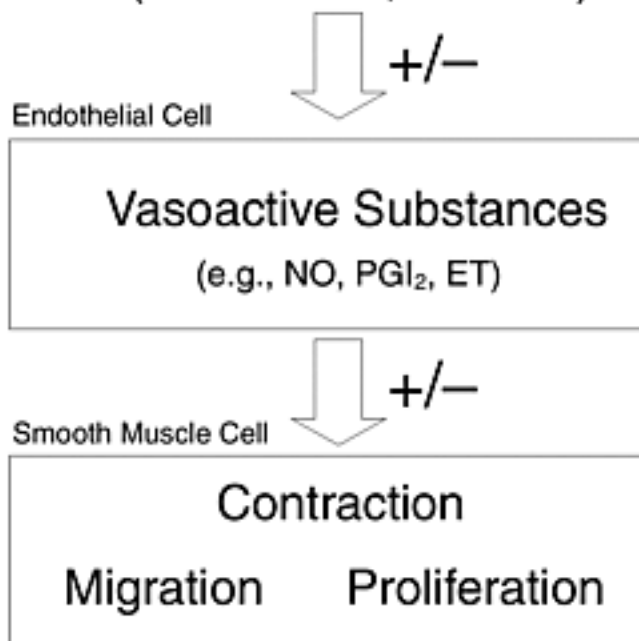 +/−
Endothelial Cell
Vasoactive Substances
(e.g., NO, PGI₂, ET)
+/−
Smooth Muscle Cell
Contraction
Migration Proliferation